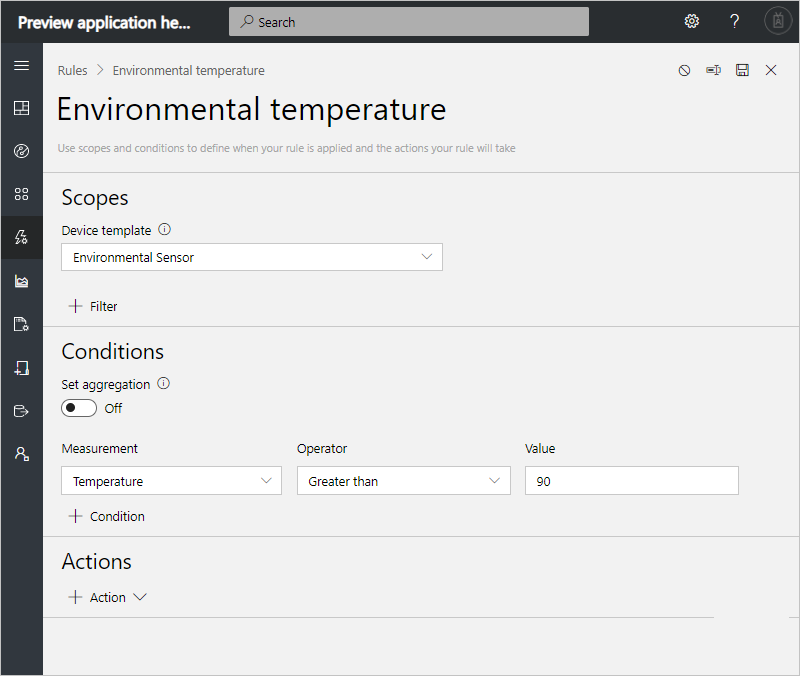 Preview application he...
Search
?
Rules > Environmental temperature
Environmental temperature
Use scopes and conditions to define when your rule is applied and the actions your rule will take
Scopes
Device template
Environmental Sensor
+ Filter
Conditions
Set aggregation
Off
Measurement Operator Value
Temperature Greater than 90
+ Condition
Actions
+ Action